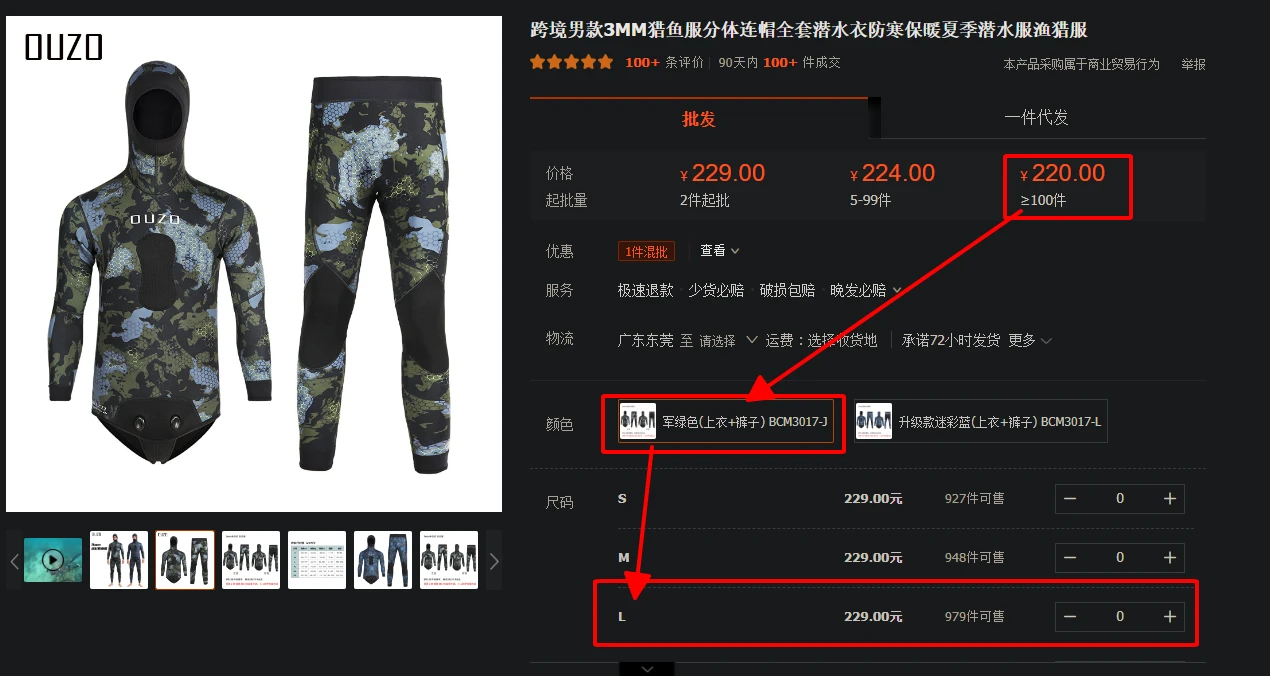 OUZO
OUZO
跨境男款3MM猎鱼服分体连帽全套潜水衣防寒保暖夏季潜水服渔猎服
100+ 条评价 90天内 100+ 件成交
本产品采购属于商业贸易行为 举报
批发 一件代发
价格 ¥229.00 ¥224.00 ¥220.00
起批量 2件起批 5-99件 ≥100件
优惠 1件混批 查看
服务 极速退款 · 少货必赔 · 破损包赔 · 晚发必赔
物流 广东东莞 至 请选择 运费：选择收货地 承诺72小时发货 更多
颜色 军绿色(上衣+裤子) BCM3017-J 升级款迷彩蓝(上衣+裤子) BCM3017-L
尺码 S 229.00元 927件可售 − 0 +
M 229.00元 948件可售 − 0 +
L 229.00元 979件可售 − 0 +